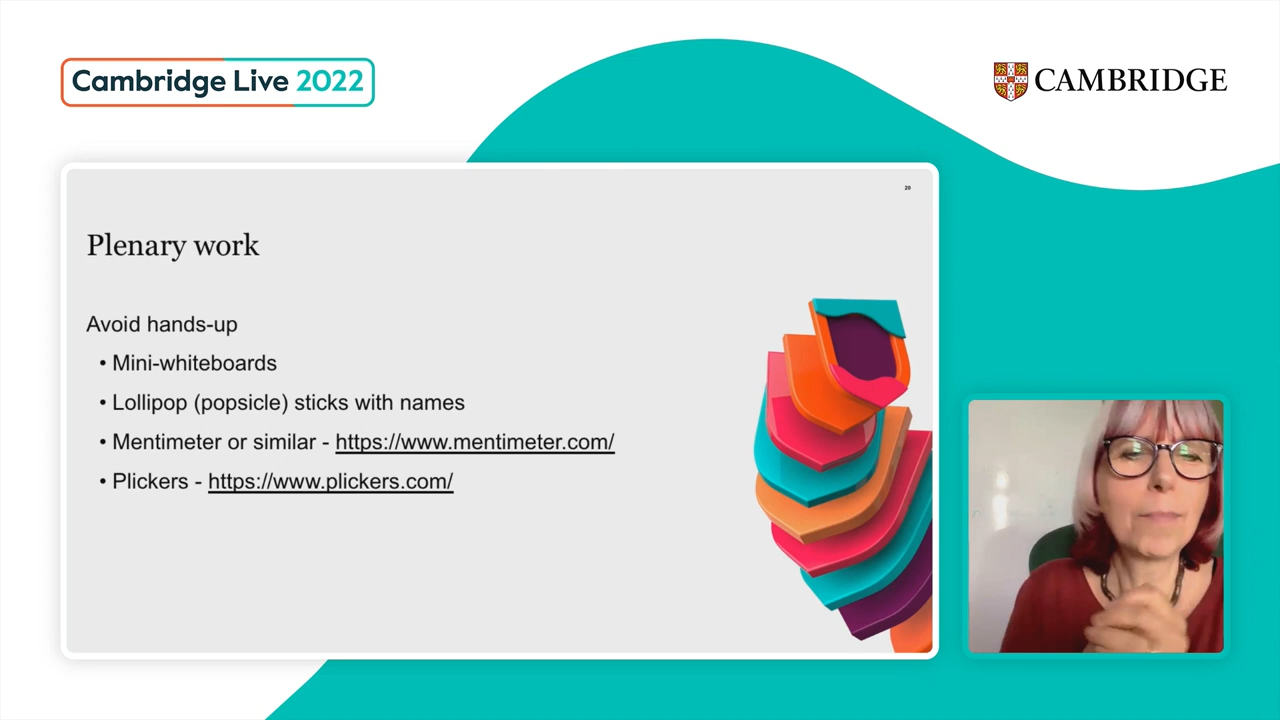 Cambridge Live 2022
CAMBRIDGE
20
Plenary work
Avoid hands-up
• Mini-whiteboards
• Lollipop (popsicle) sticks with names
• Mentimeter or similar - https://www.mentimeter.com/
• Plickers - https://www.plickers.com/